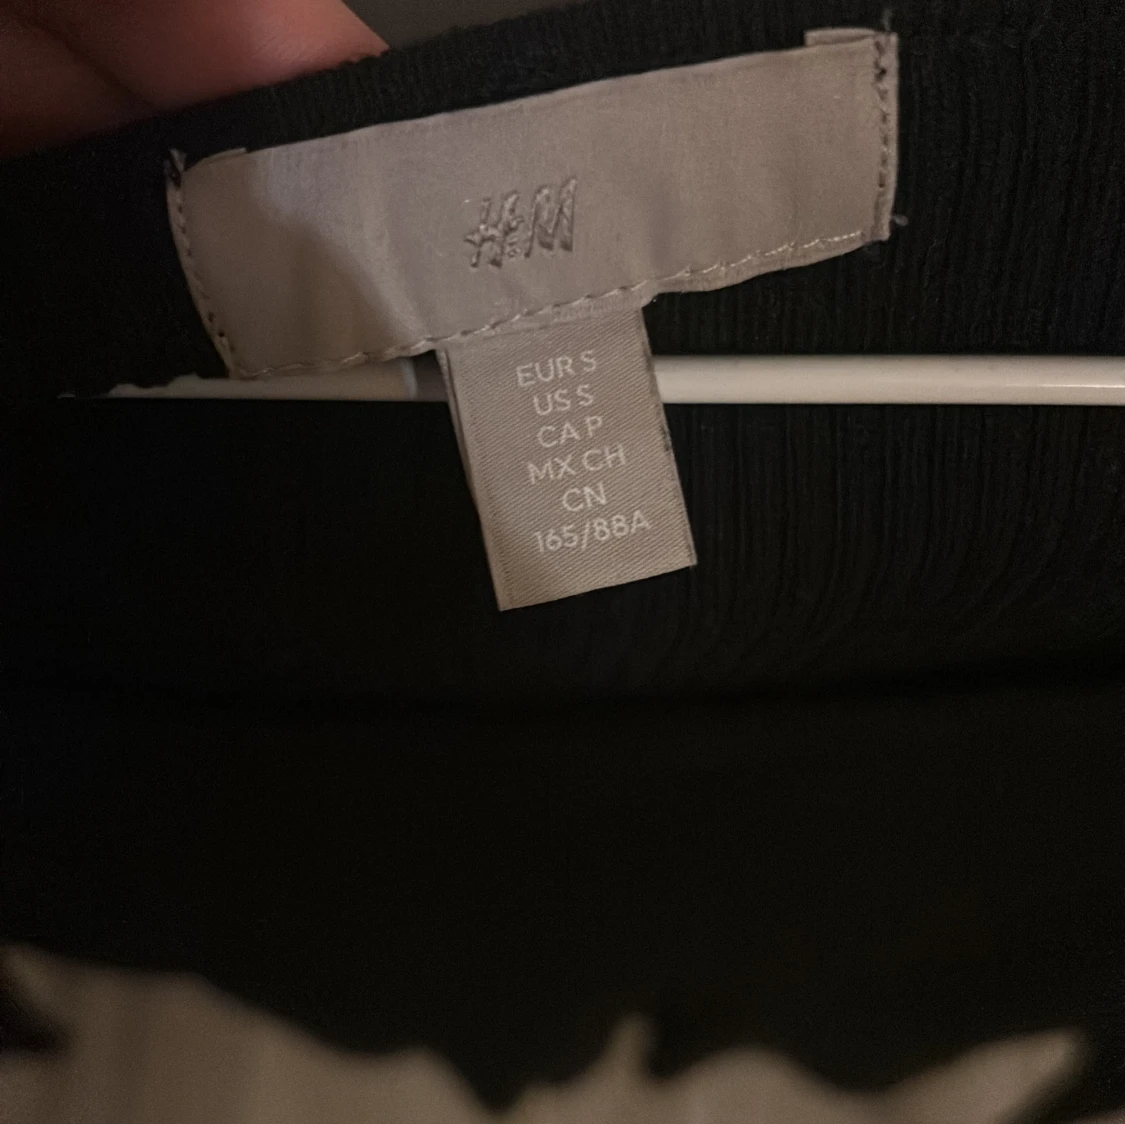 H&M
EUR S
US S
CA P
MX CH
CN
165/88A